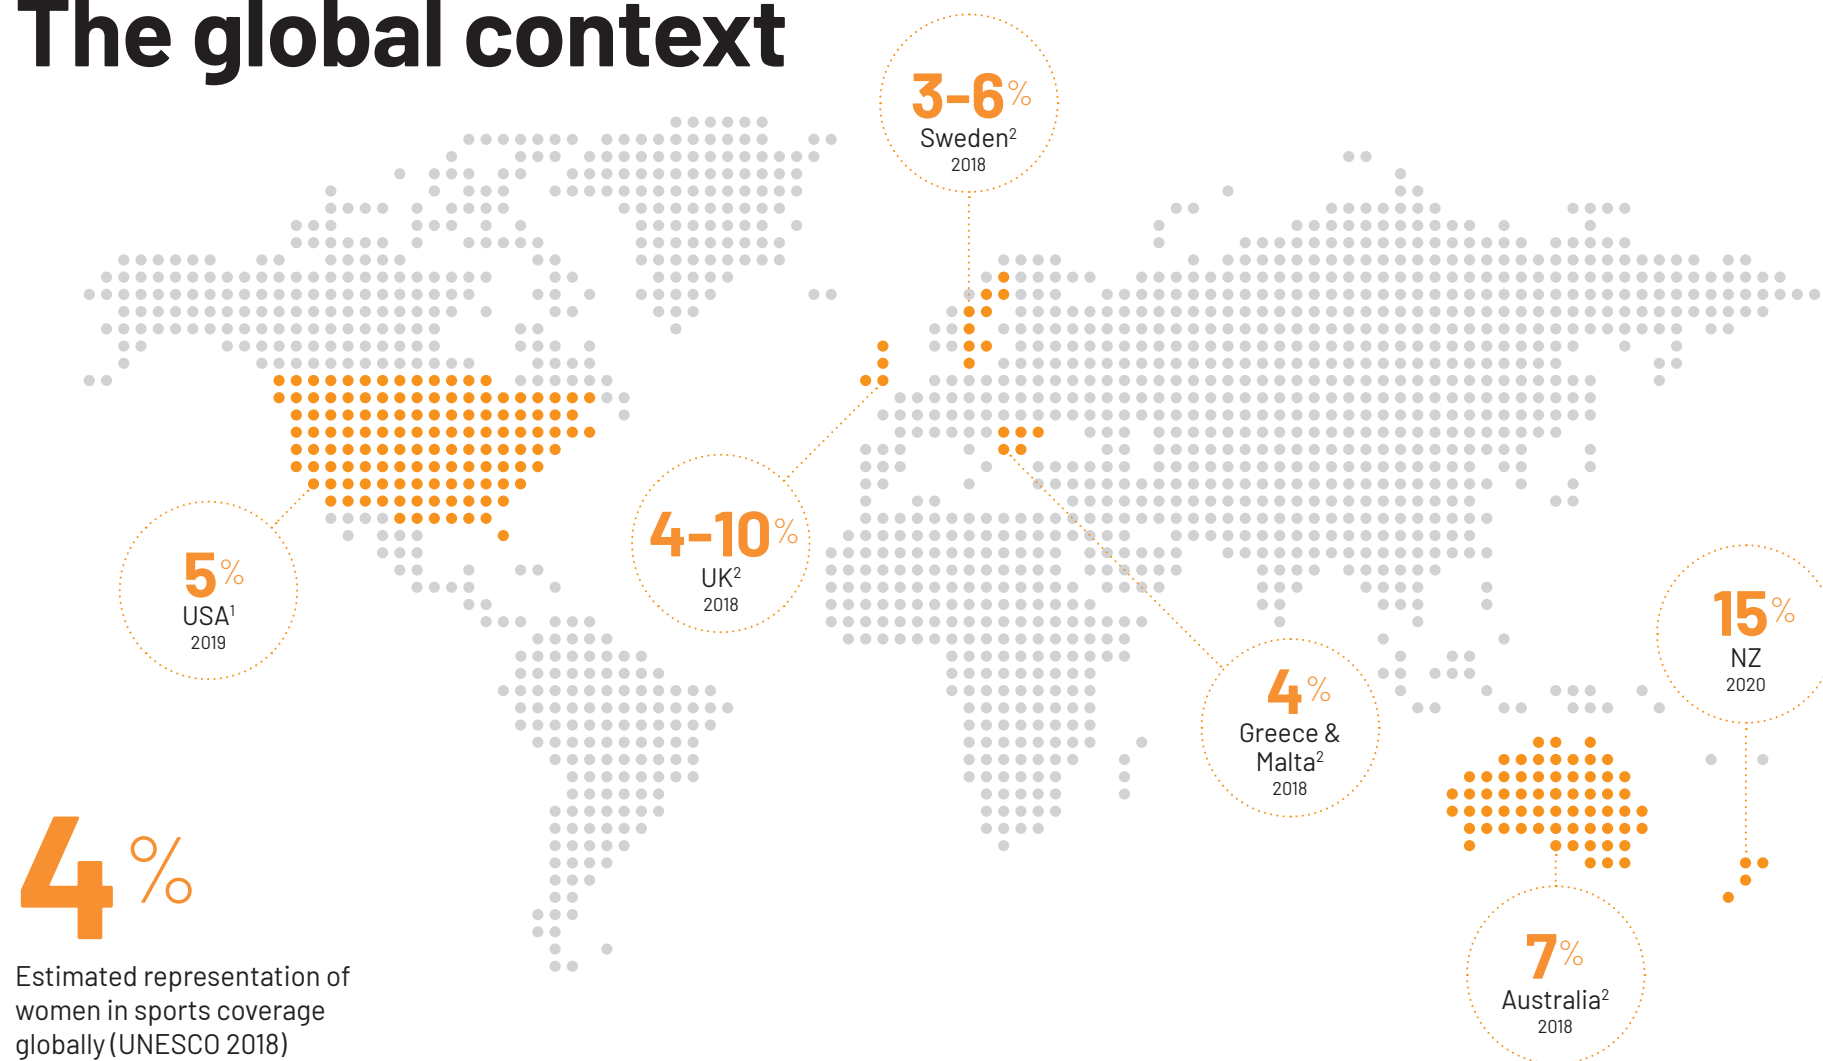 The global context
3–6%
Sweden²
2018
5%
USA¹
2019
4–10%
UK²
2018
4%
Greece &
Malta²
2018
15%
NZ
2020
7%
Australia²
2018
4%
Estimated representation of
women in sports coverage
globally (UNESCO 2018)